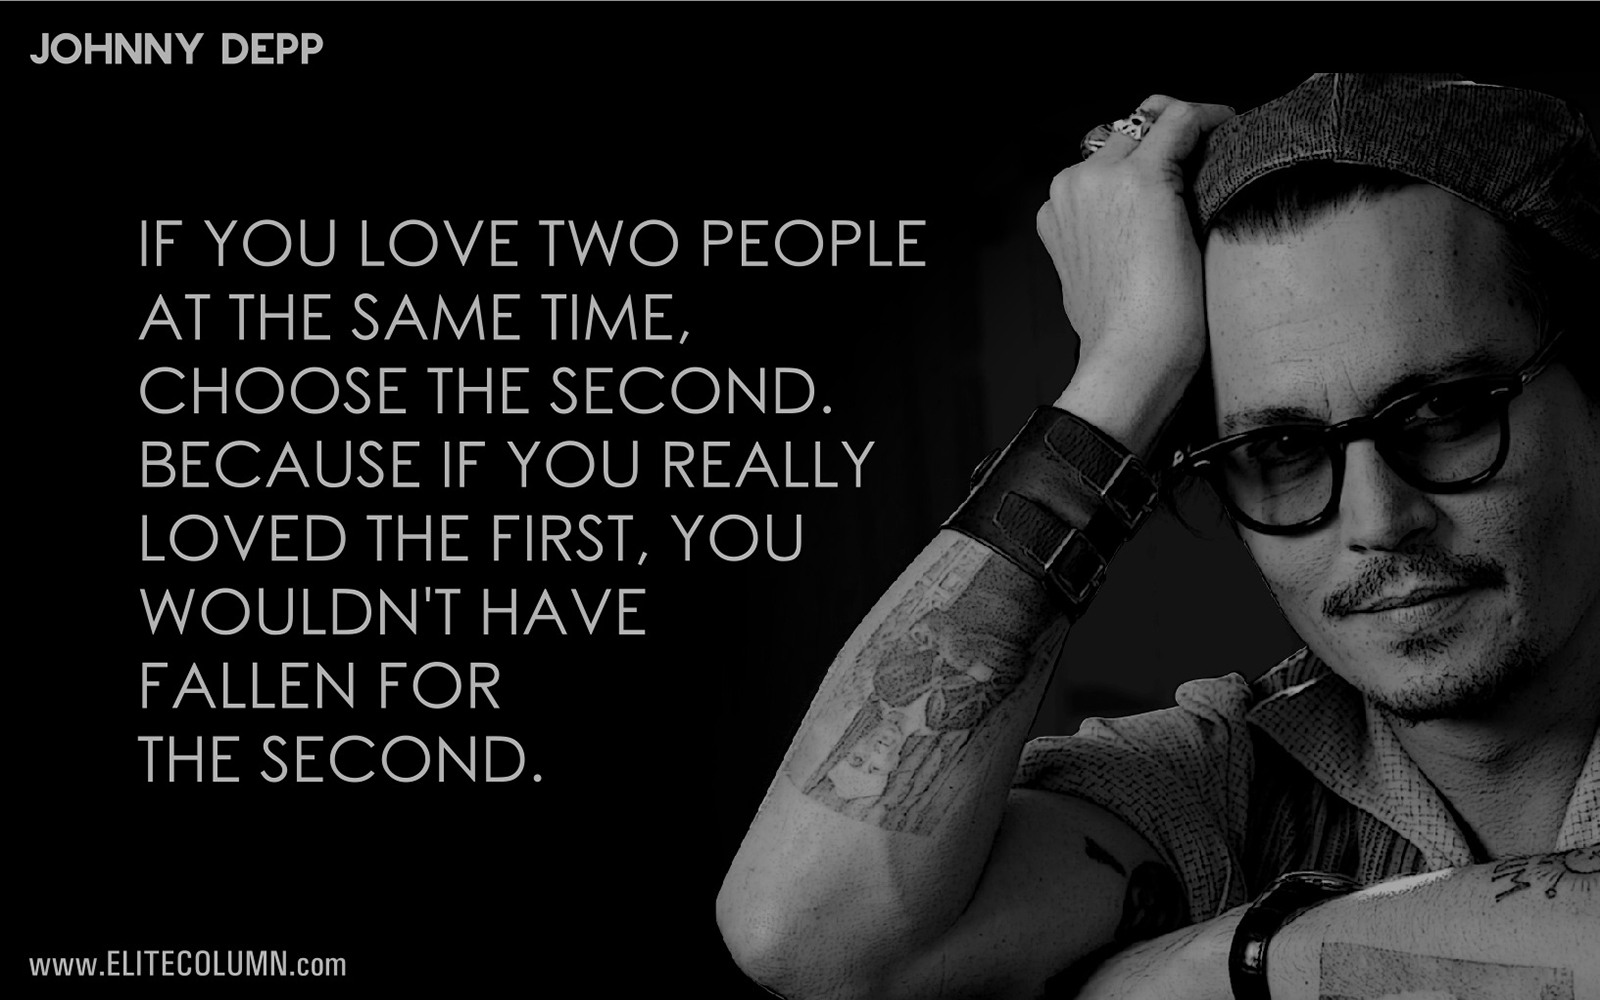 JOHNNY DEPP
IF YOU LOVE TWO PEOPLE
AT THE SAME TIME,
CHOOSE THE SECOND.
BECAUSE IF YOU REALLY
LOVED THE FIRST, YOU
WOULDN'T HAVE
FALLEN FOR
THE SECOND.
www.ELITECOLUMN.com